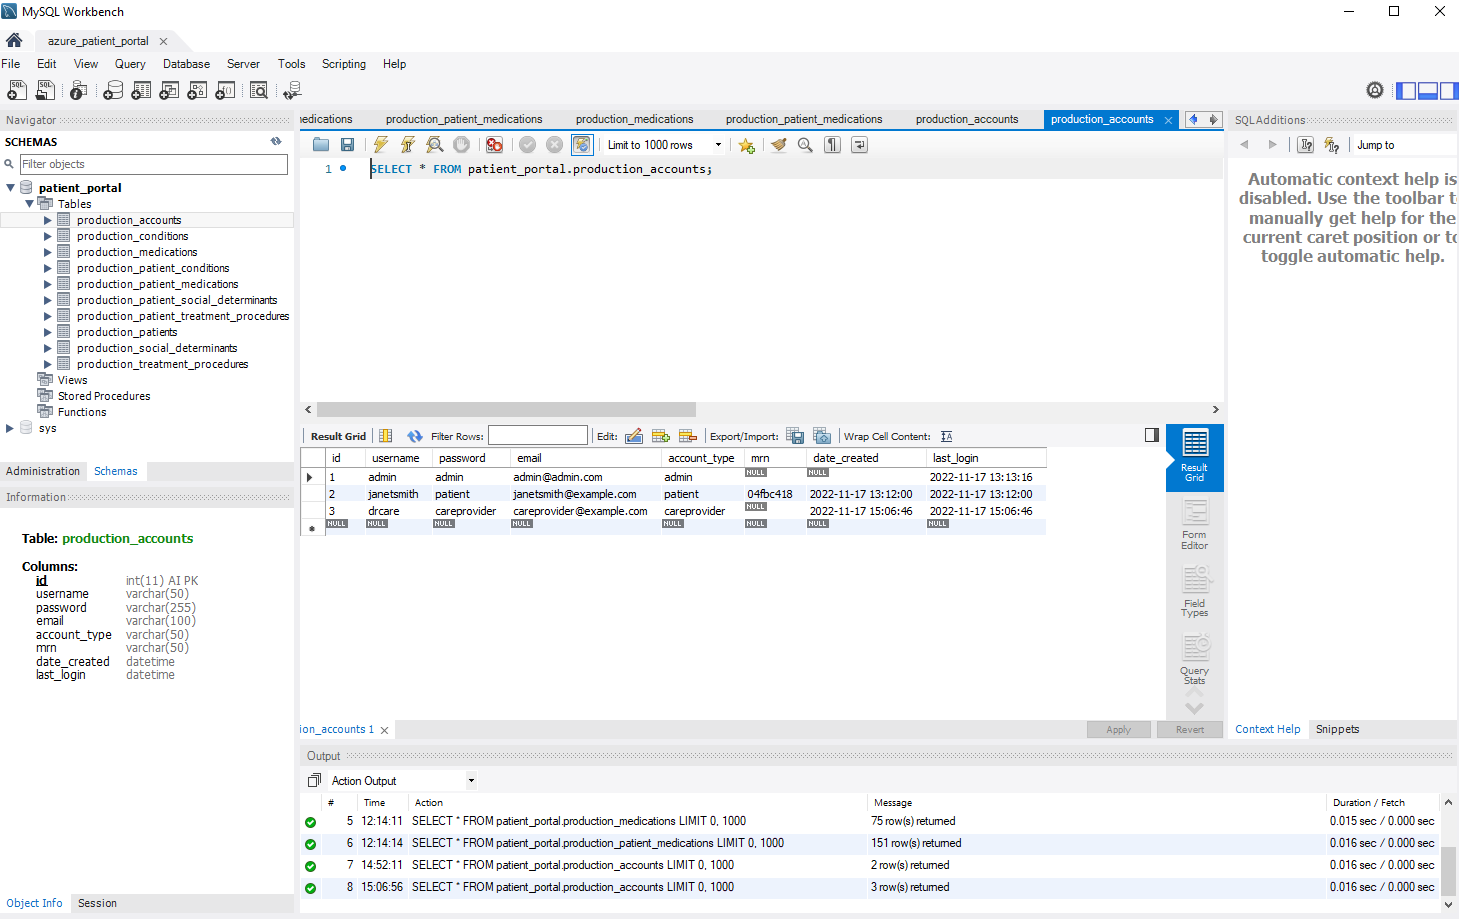 MySQL Workbench
azure_patient_portal
File Edit View Query Database Server Tools Scripting Help
Navigator
SCHEMAS
Filter objects
patient_portal
Tables
production_accounts
production_conditions
production_medications
production_patient_conditions
production_patient_medications
production_patient_social_determinants
production_patient_treatment_procedures
production_patients
production_social_determinants
production_treatment_procedures
Views
Stored Procedures
Functions
sys
Administration Schemas
Information
Table: production_accounts
Columns:
id int(11) AI PK
username varchar(50)
password varchar(255)
email varchar(100)
account_type varchar(50)
mrn varchar(50)
date_created datetime
last_login datetime
Object Info Session
edications production_patient_medications production_medications production_patient_medications production_accounts production_accounts
Limit to 1000 rows
1 SELECT * FROM patient_portal.production_accounts;
Result Grid Filter Rows: Edit: Export/Import: Wrap Cell Content:
id username password email account_type mrn date_created last_login
1 admin admin admin@admin.com admin NULL NULL 2022-11-17 13:13:16
2 janetsmith patient janetsmith@example.com patient 04fbc418 2022-11-17 13:12:00 2022-11-17 13:12:00
3 drcare careprovider careprovider@example.com careprovider NULL 2022-11-17 15:06:46 2022-11-17 15:06:46
NULL NULL NULL NULL NULL NULL NULL NULL
Result
Grid
Form
Editor
Field
Types
Query
Stats
ion_accounts 1 Apply Revert
SQLAdditions
Jump to
Automatic context help is
disabled. Use the toolbar t
manually get help for the
current caret position or to
toggle automatic help.
Context Help Snippets
Output
Action Output
# Time Action Message Duration / Fetch
5 12:14:11 SELECT * FROM patient_portal.production_medications LIMIT 0, 1000 75 row(s) returned 0.015 sec / 0.000 sec
6 12:14:14 SELECT * FROM patient_portal.production_patient_medications LIMIT 0, 1000 151 row(s) returned 0.016 sec / 0.000 sec
7 14:52:11 SELECT * FROM patient_portal.production_accounts LIMIT 0, 1000 2 row(s) returned 0.016 sec / 0.000 sec
8 15:06:56 SELECT * FROM patient_portal.production_accounts LIMIT 0, 1000 3 row(s) returned 0.016 sec / 0.000 sec